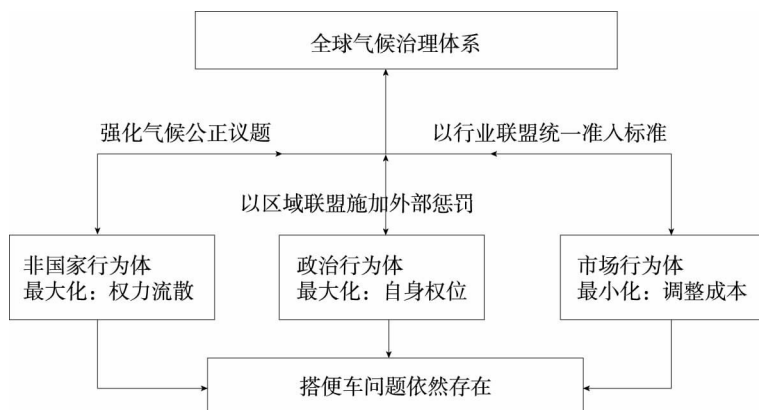 全球气候治理体系
强化气候公正议题
以行业联盟统一准入标准
以区域联盟施加外部惩罚
非国家行为体
最大化：权力流散
政治行为体
最大化：自身权位
市场行为体
最小化：调整成本
搭便车问题依然存在